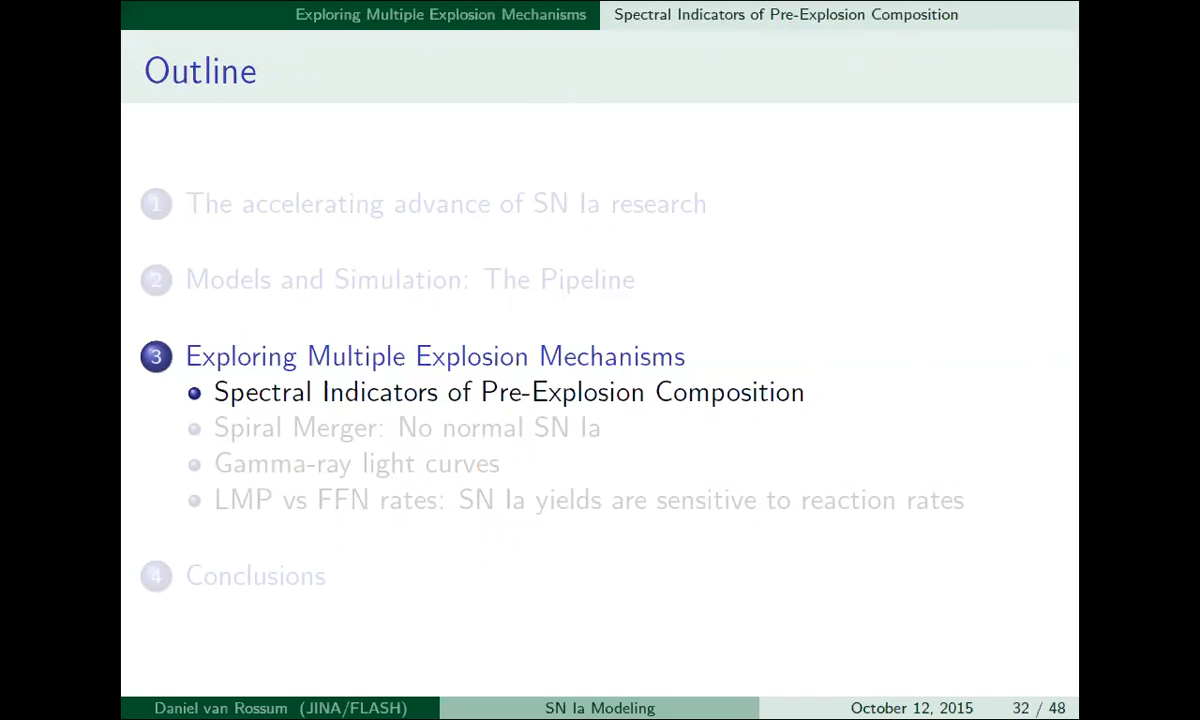 Exploring Multiple Explosion Mechanisms Spectral Indicators of Pre-Explosion Composition
Outline
1 The accelerating advance of SN Ia research
2 Models and Simulation: The Pipeline
3 Exploring Multiple Explosion Mechanisms
Spectral Indicators of Pre-Explosion Composition
Spiral Merger: No normal SN Ia
Gamma-ray light curves
LMP vs FFN rates: SN Ia yields are sensitive to reaction rates
4 Conclusions
Daniel van Rossum (JINA/FLASH) SN Ia Modeling October 12, 2015 32 / 48